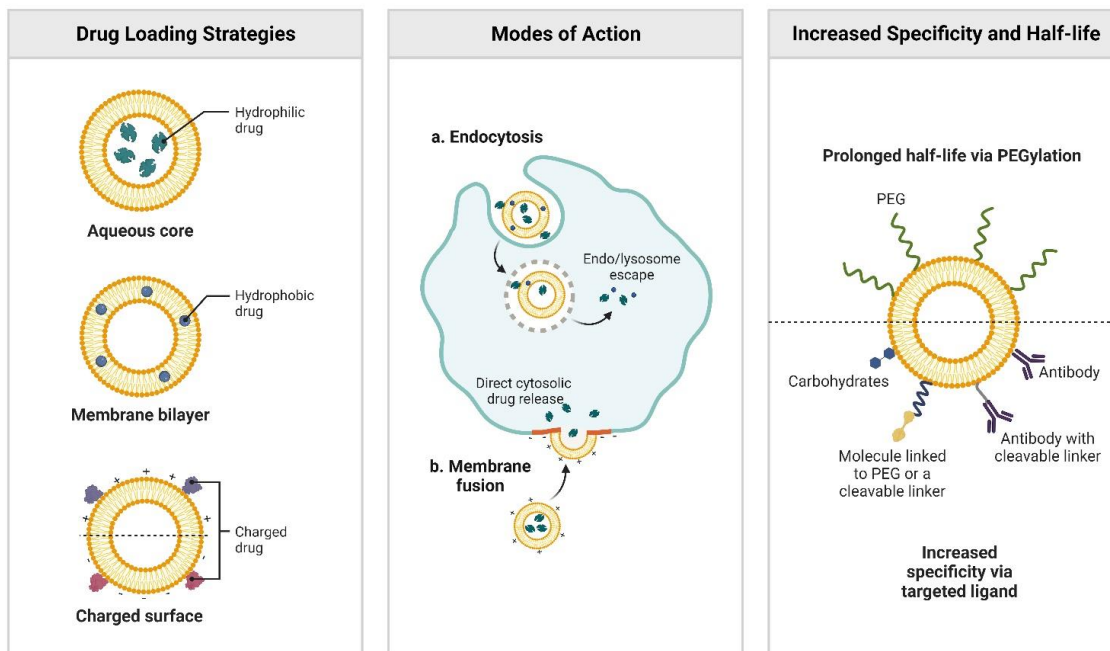 Drug Loading Strategies
Hydrophilic
drug
Aqueous core
Hydrophobic
drug
Membrane bilayer
+
+
+
+
+
Charged
drug
-
-
-
-
Charged surface
Modes of Action
a. Endocytosis
Endo/lysosome
escape
Direct cytosolic
drug release
b. Membrane
fusion
Increased Specificity and Half-life
Prolonged half-life via PEGylation
PEG
Carbohydrates
Antibody
Molecule linked
to PEG or a
cleavable linker
Antibody with
cleavable linker
Increased
specificity via
targeted ligand